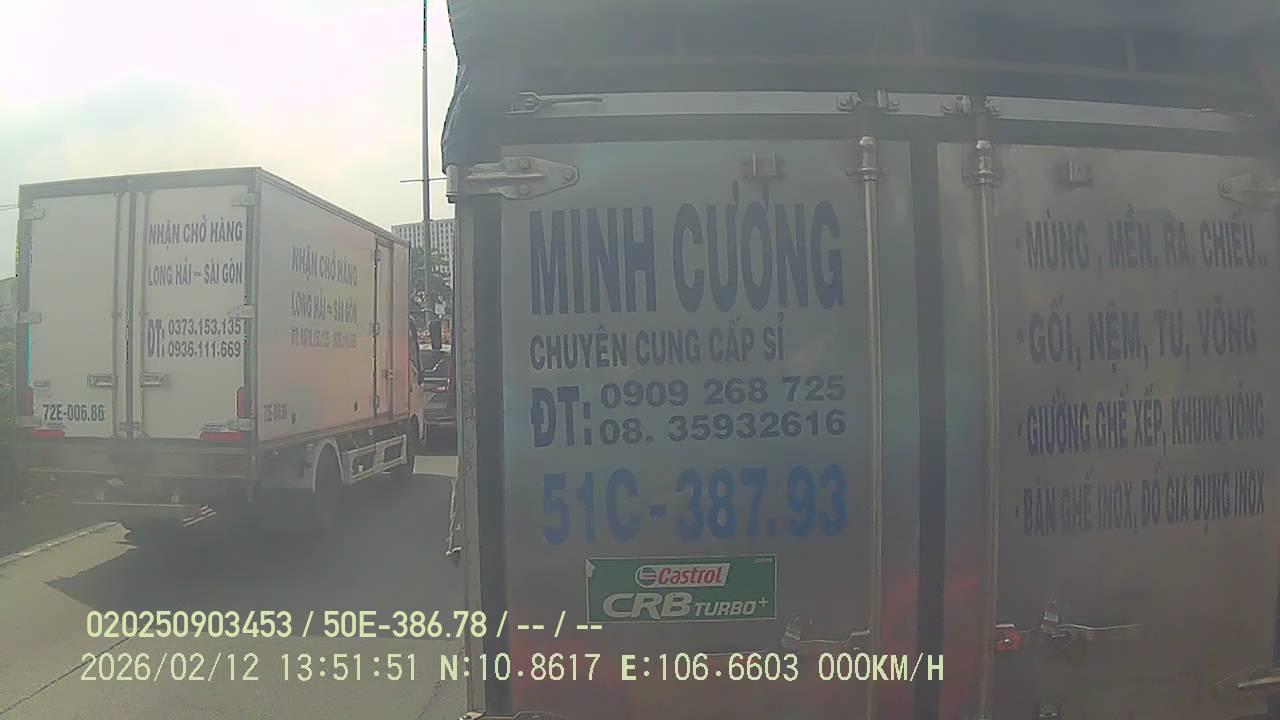 NHẬN CHỞ HÀNG
LONG HẢI – SÀI GÒN
ĐT: 0373.153.135
0936.111.669
72E-006.86
NHẬN CHỞ HÀNG
LONG HẢI – SÀI GÒN
72E-006.86
MINH CƯỜNG
CHUYÊN CUNG CẤP SỈ
ĐT: 0909 268 725
08. 35932616
51C-387.93
Castrol
CRB TURBO+
MÙNG, MỀN, RA, CHIẾU..
GỐI, NỆM, TỦ, VÕNG
GIƯỜNG GHẾ XẾP, KHUNG VÕNG
BÀN GHẾ INOX, ĐỒ GIA DỤNG INOX
020250903453 / 50E-386.78 / -- / --
2026/02/12 13:51:51 N:10.8617 E:106.6603 000KM/H